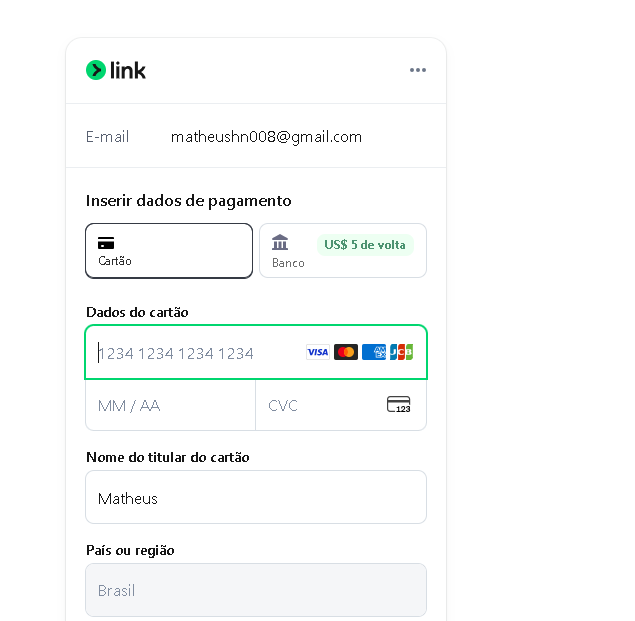 link
E-mail matheushn008@gmail.com
Inserir dados de pagamento
Cartão
US$ 5 de volta
Banco
Dados do cartão
1234 1234 1234 1234 VISA AMEX JCB
MM / AA CVC 123
Nome do titular do cartão
Matheus
País ou região
Brasil